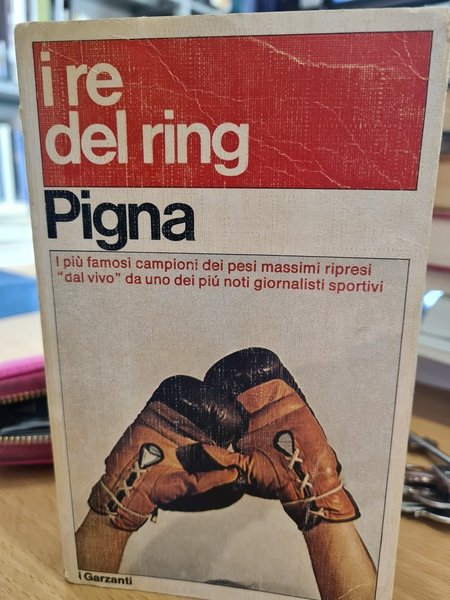 i re
del ring
Pigna
I più famosi campioni dei pesi massimi ripresi
"dal vivo" da uno dei piú noti giornalisti sportivi
i Garzanti